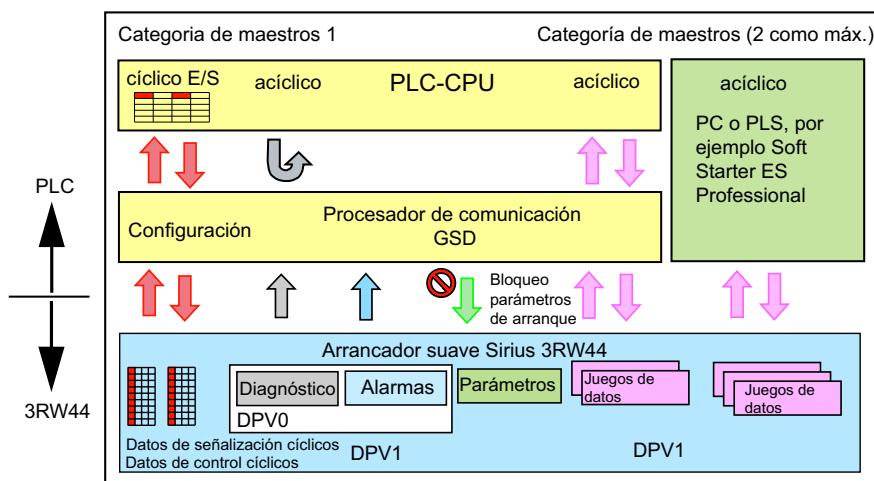 Categoria de maestros 1
Categoría de maestros (2 como máx.)
cíclico E/S
acíclico
PLC-CPU
acíclico
acíclico
PC o PLS, por
ejemplo Soft
Starter ES
Professional
PLC
Configuración
Procesador de comunicación
GSD
Bloqueo
parámetros
de arranque
3RW44
Arrancador suave Sirius 3RW44
Diagnóstico
Alarmas
Parámetros
Juegos de
datos
Juegos de
datos
DPV0
Datos de señalización cíclicos
Datos de control cíclicos
DPV1
DPV1